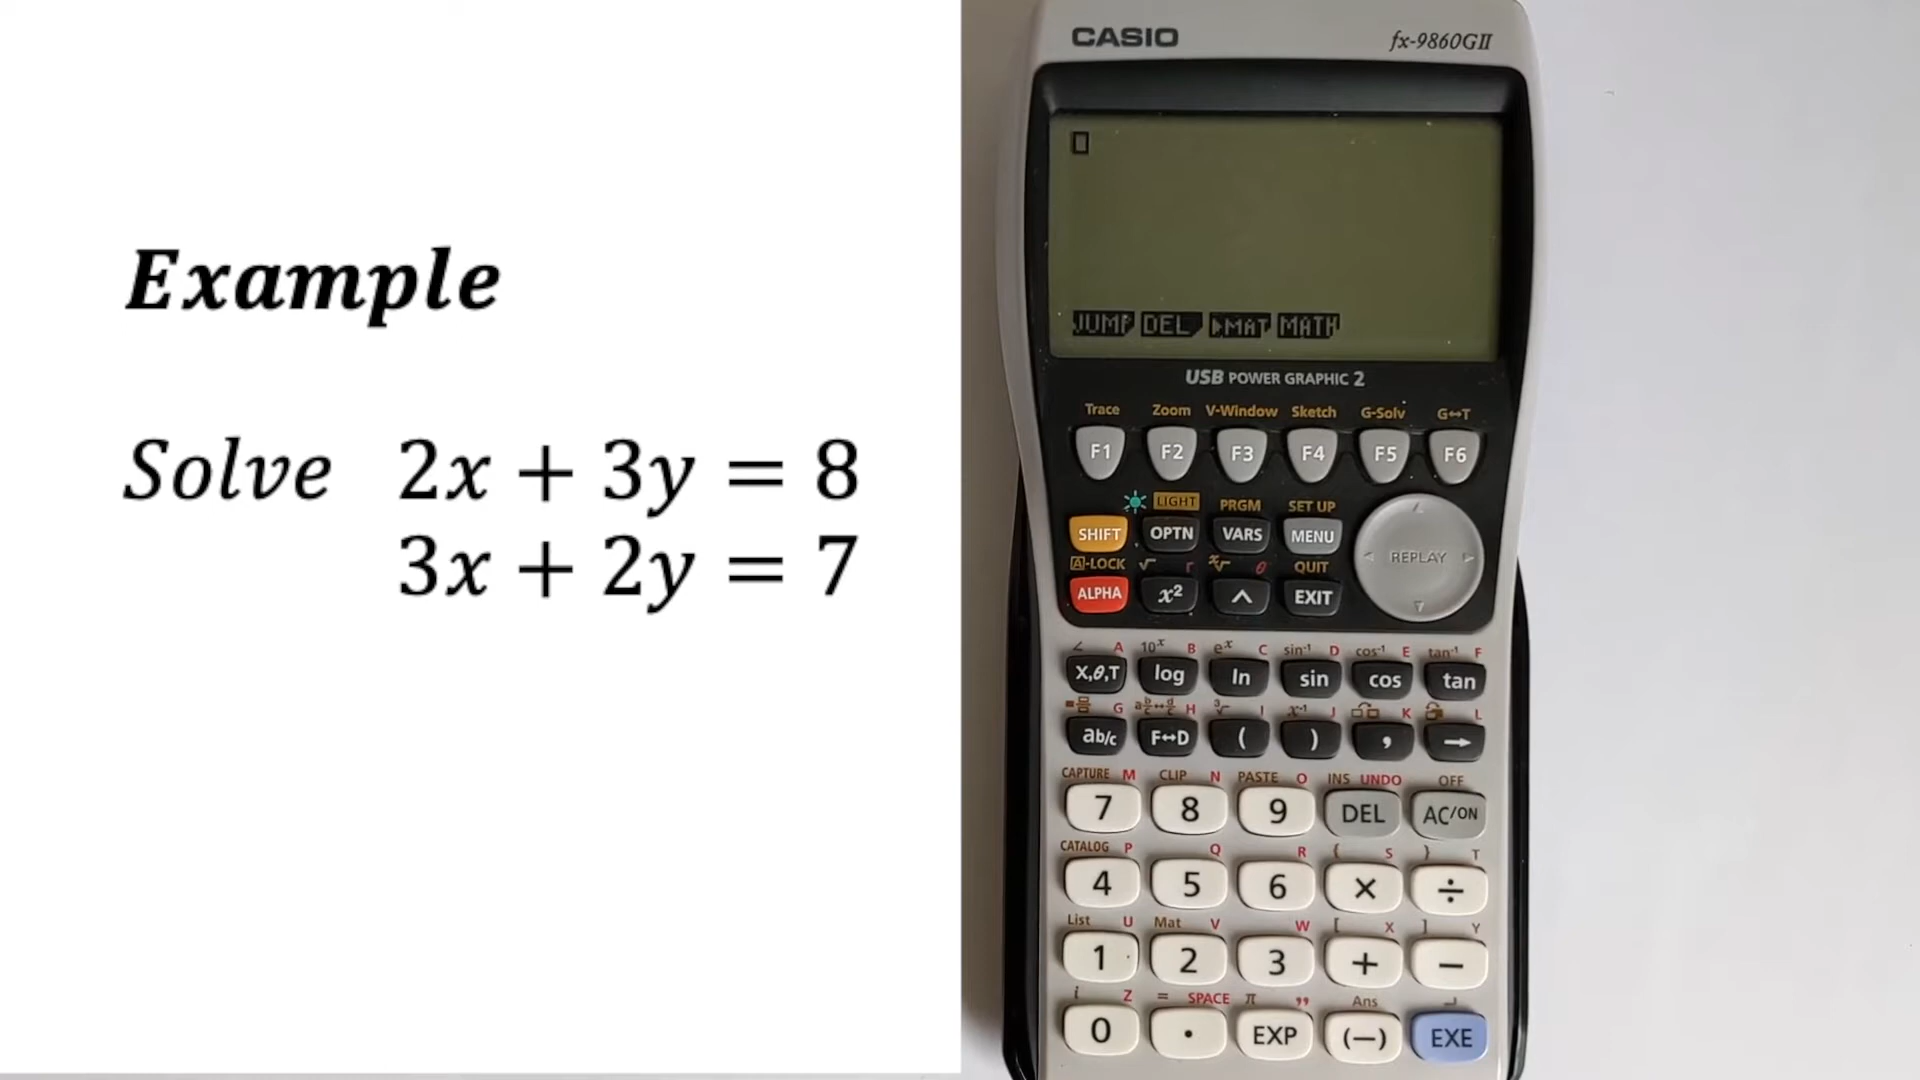 Example
Solve 2x + 3y = 8
3x + 2y = 7
CASIO fx-9860GII
JUMP DEL ▶MAT MATH
USB POWER GRAPHIC 2
Trace Zoom V-Window Sketch G-Solv G↔T
F1 F2 F3 F4 F5 F6
LIGHT PRGM SET UP
SHIFT OPTN VARS MENU
A-LOCK √ r ˣ√ θ QUIT
REPLAY
ALPHA x² ^ EXIT
∠ A 10ˣ B eˣ C sin⁻¹ D cos⁻¹ E tan⁻¹ F
X,θ,T log ln sin cos tan
G a b/c↔d/c H ³√ I x⁻¹ J K L
ab/c F↔D ( ) , →
CAPTURE M CLIP N PASTE O INS UNDO OFF
7 8 9 DEL AC/ON
CATALOG P Q R { S } T
4 5 6 × ÷
List U Mat V W [ X ] Y
1 2 3 + −
i Z = SPACE π ” Ans ↵
0 . EXP (—) EXE